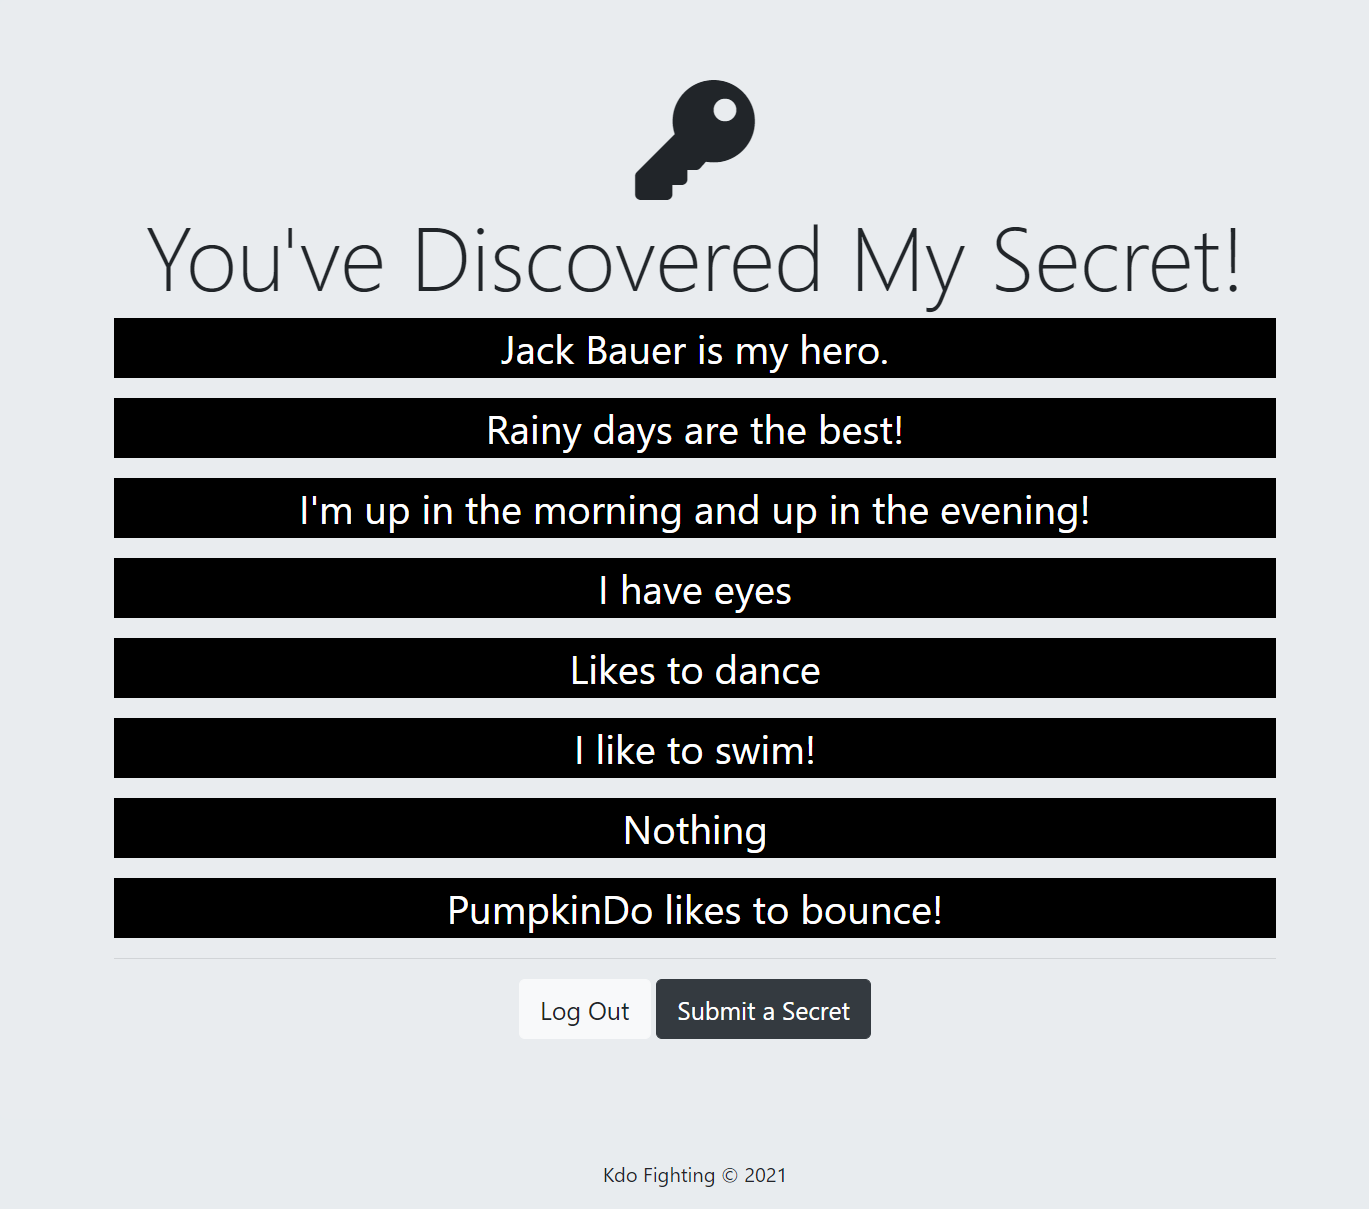 You've Discovered My Secret!
Jack Bauer is my hero.
Rainy days are the best!
I'm up in the morning and up in the evening!
I have eyes
Likes to dance
I like to swim!
Nothing
PumpkinDo likes to bounce!
Log Out Submit a Secret
Kdo Fighting © 2021